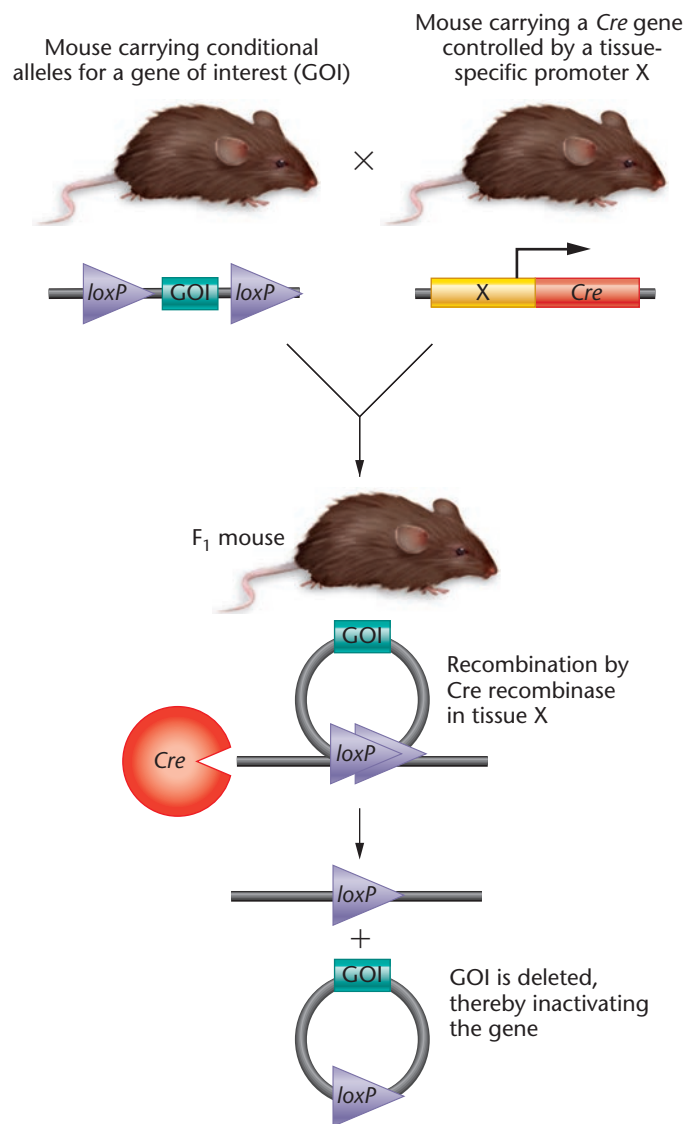 Mouse carrying conditional
alleles for a gene of interest (GOI)
Mouse carrying a Cre gene
controlled by a tissue-
specific promoter X
×
loxP
GOI
loxP
X
Cre
F1 mouse
GOI
Recombination by
Cre recombinase
in tissue X
Cre
loxP
loxP
+
GOI
GOI is deleted,
thereby inactivating
the gene
loxP